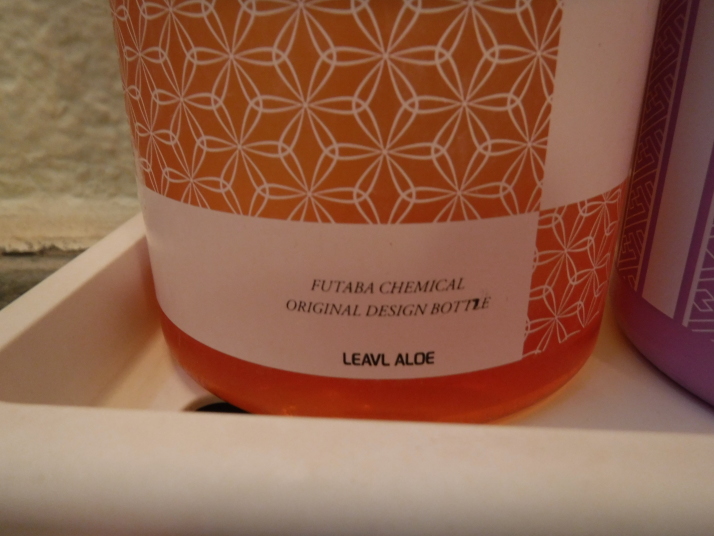 FUTABA CHEMICAL
ORIGINAL DESIGN BOTTLE
LEAVL ALOE